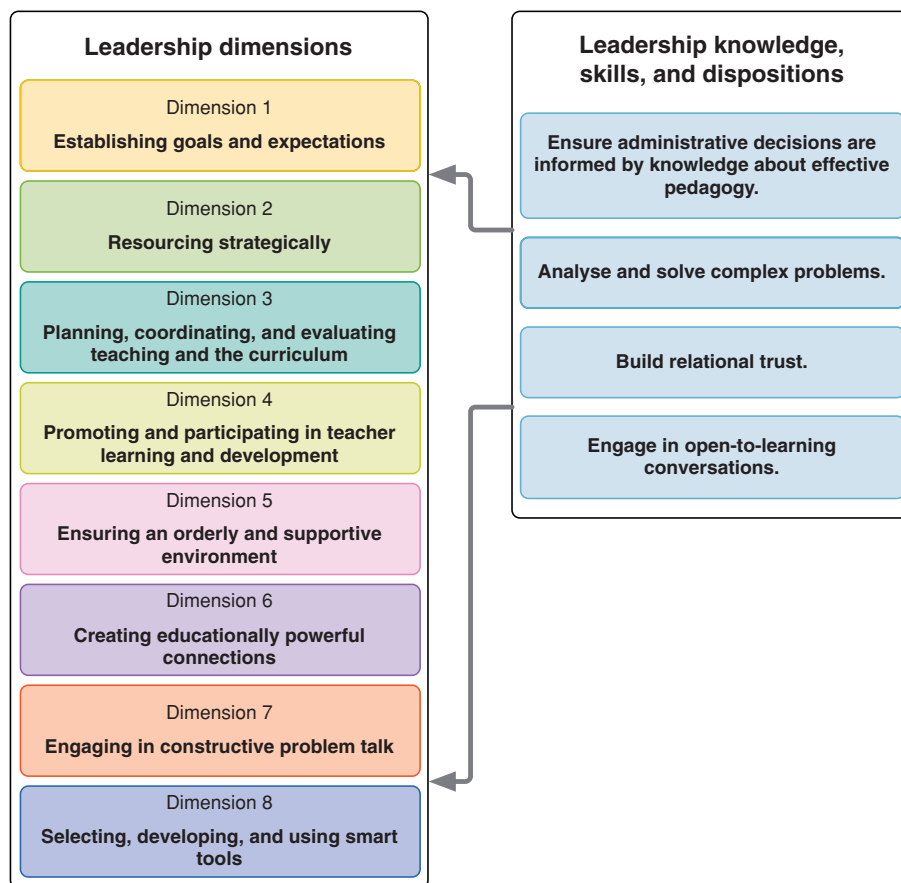 Leadership dimensions
Dimension 1
Establishing goals and expectations
Dimension 2
Resourcing strategically
Dimension 3
Planning, coordinating, and evaluating
teaching and the curriculum
Dimension 4
Promoting and participating in teacher
learning and development
Dimension 5
Ensuring an orderly and supportive
environment
Dimension 6
Creating educationally powerful
connections
Dimension 7
Engaging in constructive problem talk
Dimension 8
Selecting, developing, and using smart
tools
Leadership knowledge,
skills, and dispositions
Ensure administrative decisions are
informed by knowledge about effective
pedagogy.
Analyse and solve complex problems.
Build relational trust.
Engage in open-to-learning
conversations.